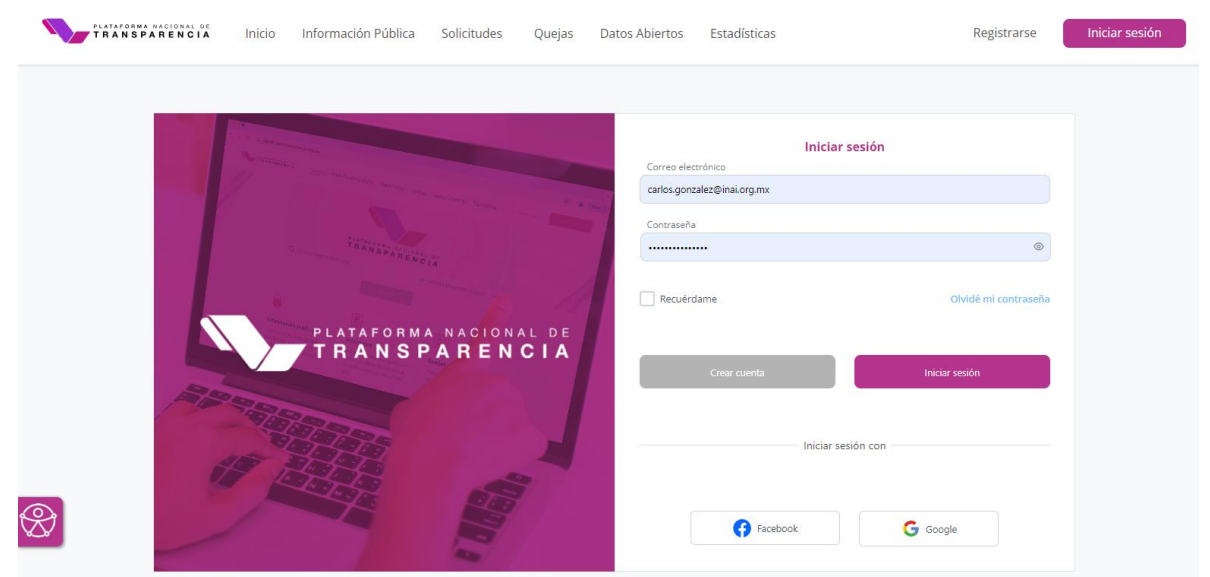 PLATAFORMA NACIONAL DE
TRANSPARENCIA
Inicio Información Pública Solicitudes Quejas Datos Abiertos Estadísticas Registrarse Iniciar sesión
Iniciar sesión
Correo electrónico
carlos.gonzalez@inai.org.mx
Contraseña
•••••••••••••••
Recuérdame Olvidé mi contraseña
PLATAFORMA NACIONAL DE
TRANSPARENCIA
Crear cuenta Iniciar sesión
Iniciar sesión con
Facebook Google